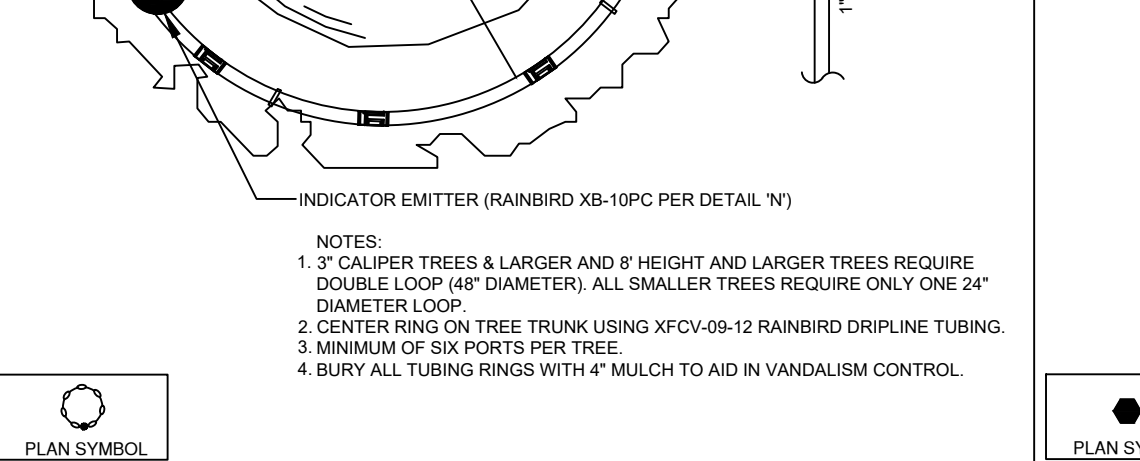 1"
INDICATOR EMITTER (RAINBIRD XB-10PC PER DETAIL 'N')
NOTES:
1. 3" CALIPER TREES & LARGER AND 8' HEIGHT AND LARGER TREES REQUIRE
DOUBLE LOOP (48" DIAMETER). ALL SMALLER TREES REQUIRE ONLY ONE 24"
DIAMETER LOOP.
2. CENTER RING ON TREE TRUNK USING XFCV-09-12 RAINBIRD DRIPLINE TUBING.
3. MINIMUM OF SIX PORTS PER TREE.
4. BURY ALL TUBING RINGS WITH 4" MULCH TO AID IN VANDALISM CONTROL.
PLAN SYMBOL
PLAN SY